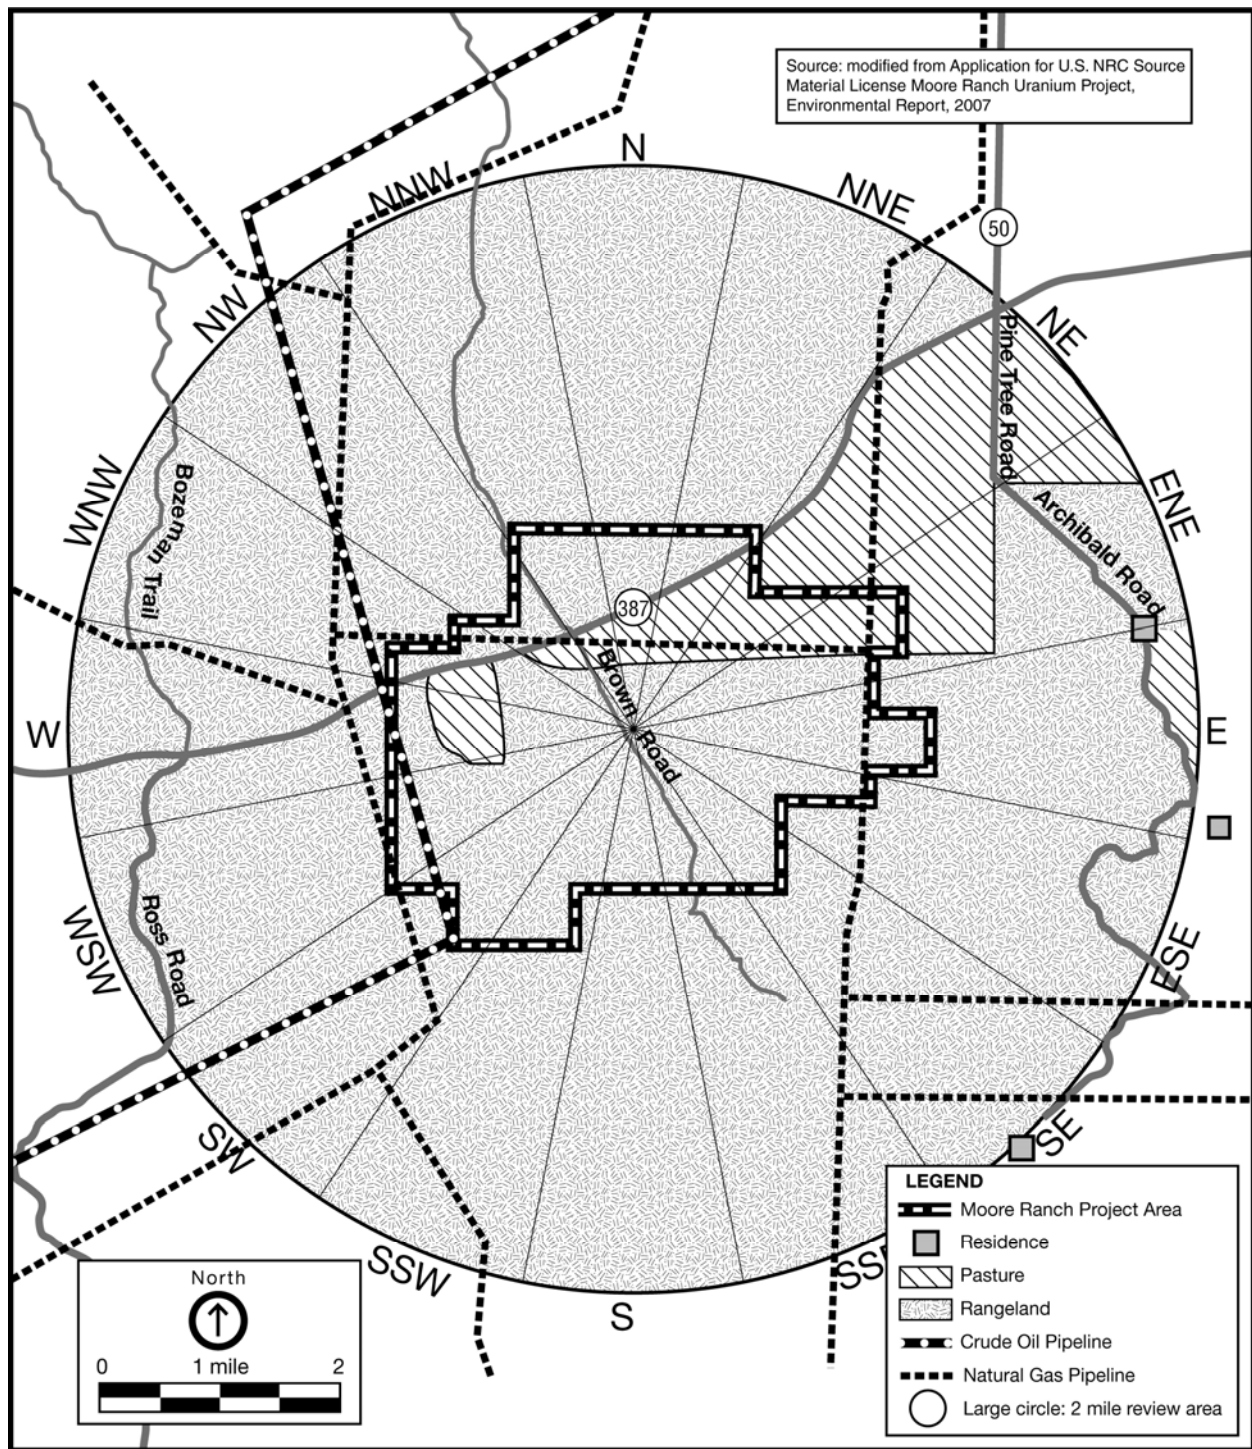 Source: modified from Application for U.S. NRC Source
Material License Moore Ranch Uranium Project,
Environmental Report, 2007
N
NNW
NNE
50
NW
NE
Pine Tree Road
WNW
Bozeman Trail
ENE
Archibald Road
387
Brown Road
W
E
WSW
Ross Road
ESE
SW
SE
SSW
SSE
S
LEGEND
Moore Ranch Project Area
Residence
Pasture
Rangeland
Crude Oil Pipeline
Natural Gas Pipeline
Large circle: 2 mile review area
North
0 1 mile 2